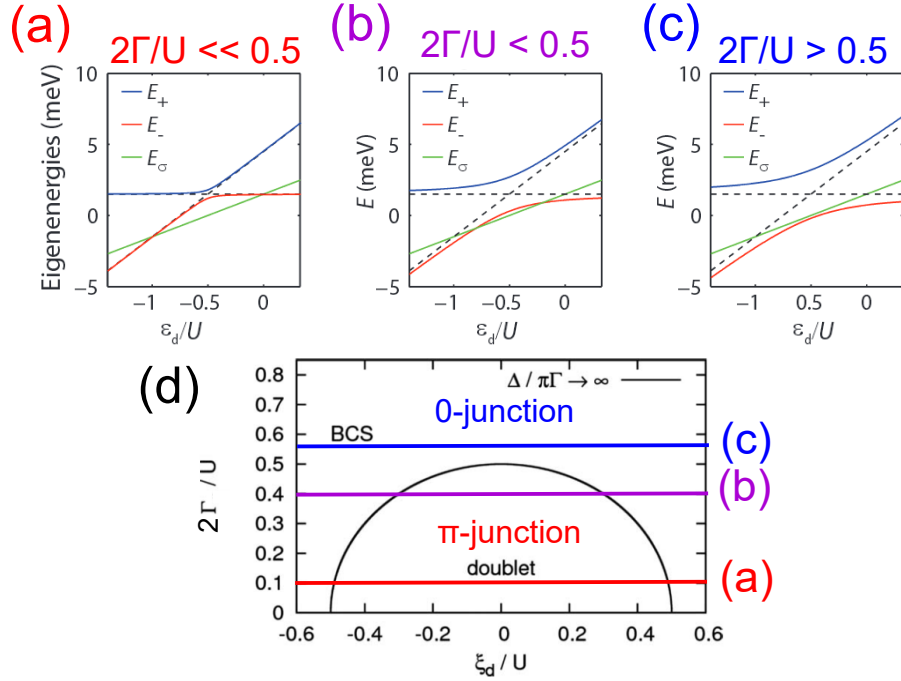 (a)
2Γ/U << 0.5
(b)
2Γ/U < 0.5
(c)
2Γ/U > 0.5
Eigenenergies (meV)
10
5
0
−5
E+
E-
Eσ
−1
−0.5
0
εd/U
E (meV)
10
5
0
−5
E+
E-
Eσ
−1
−0.5
0
εd/U
E (meV)
10
5
0
−5
E+
E-
Eσ
−1
−0.5
0
εd/U
(d)
Δ / πΓ → ∞
0-junction
BCS
π-junction
doublet
(c)
(b)
(a)
2Γ / U
0.8
0.7
0.6
0.5
0.4
0.3
0.2
0.1
0
-0.6
-0.4
-0.2
0
0.2
0.4
0.6
ξd / U